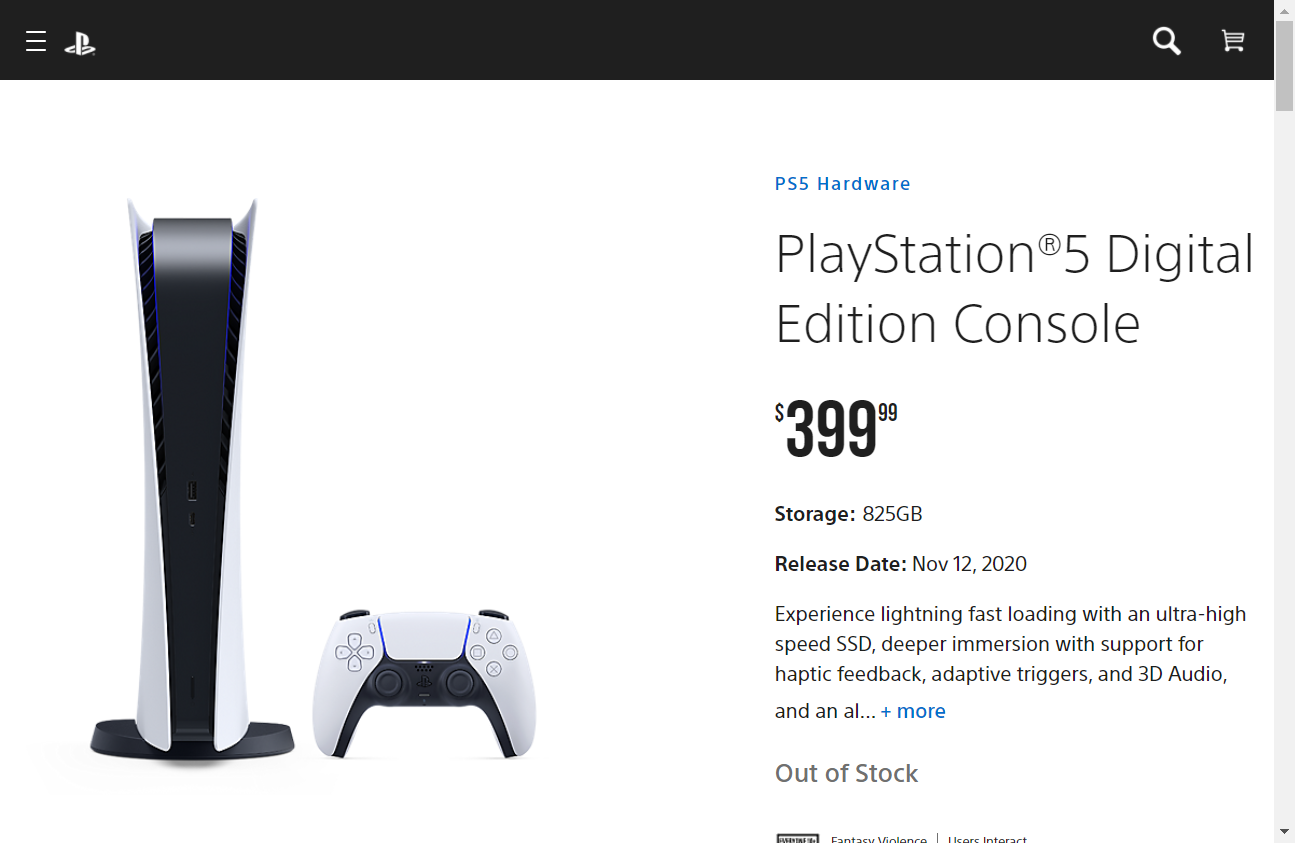 PS5 Hardware
PlayStation®5 Digital
Edition Console
$399 99
Storage: 825GB
Release Date: Nov 12, 2020
Experience lightning fast loading with an ultra-high
speed SSD, deeper immersion with support for
haptic feedback, adaptive triggers, and 3D Audio,
and an al... + more
Out of Stock
EVERYONE 10+
Fantasy Violence | Users Interact